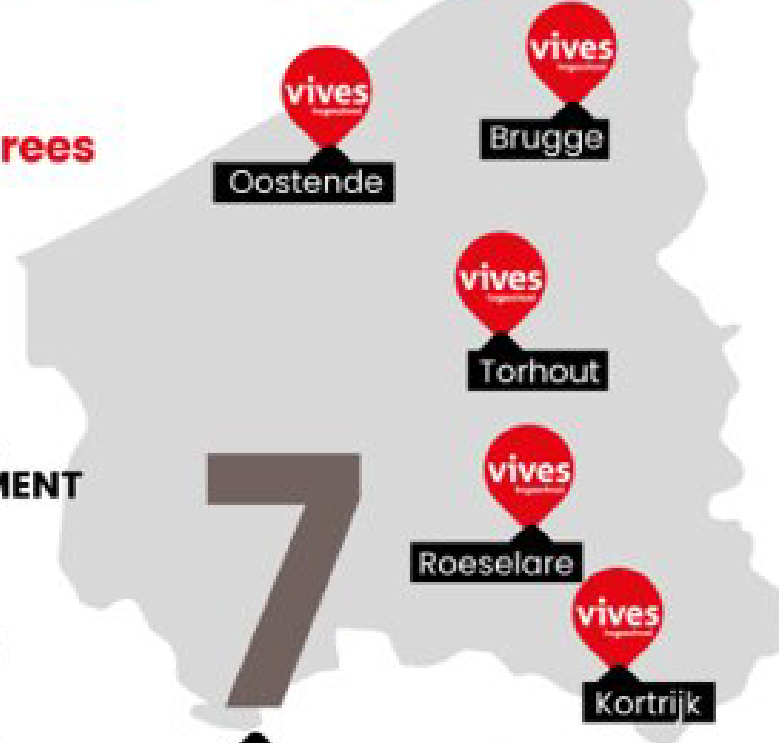 vives
Brugge
vives
Oostende
rees
vives
Torhout
7
MENT
vives
Roeselare
vives
Kortrijk